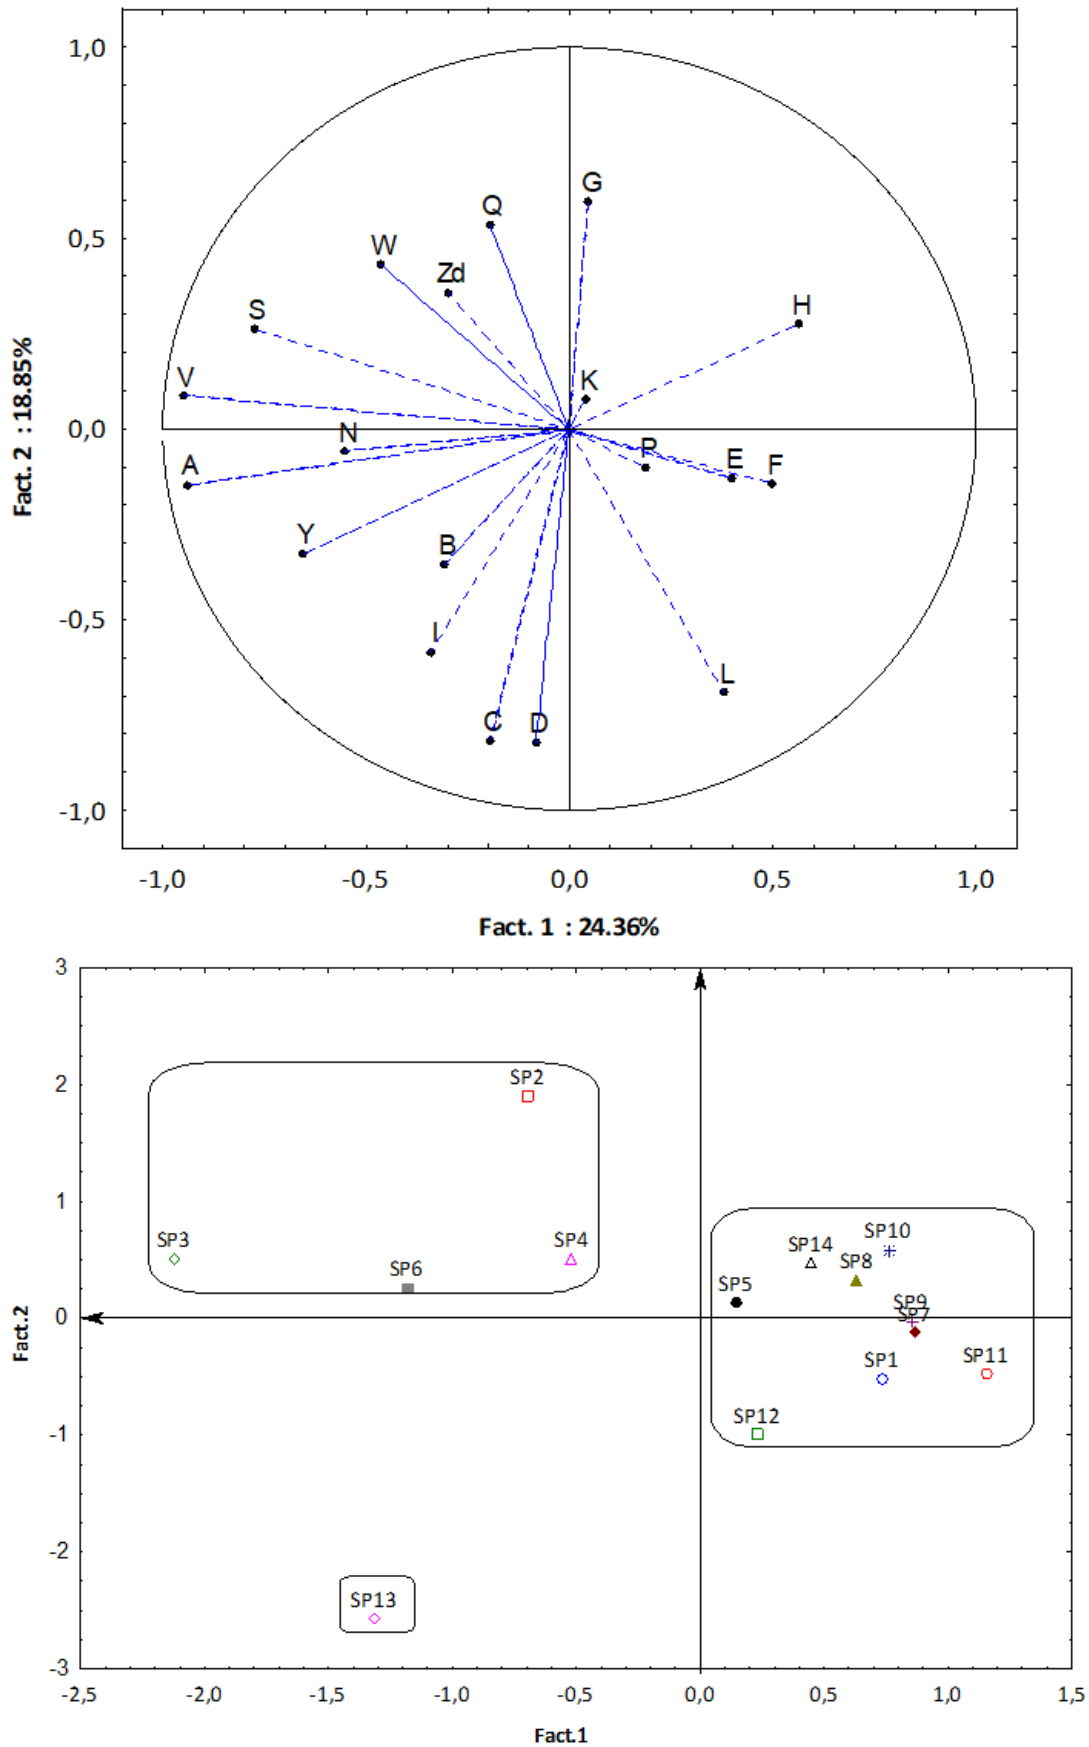 1,0
G
Q
W
0,5
Zd
H
S
K
V
Fact. 2 : 18.85%
0,0
N
P
E
F
A
Y
B
I
-0,5
L
C
D
-1,0
-1,0
-0,5
0,0
0,5
1,0
Fact. 1 : 24.36%
3
SP2
2
1
SP3
SP4
SP10
SP14
SP6
SP8
SP5
SP9
Fact.2
0
SP7
SP1
SP11
SP12
-1
-2
SP13
-3
-2,5
-2,0
-1,5
-1,0
-0,5
0,0
0,5
1,0
1,5
Fact.1